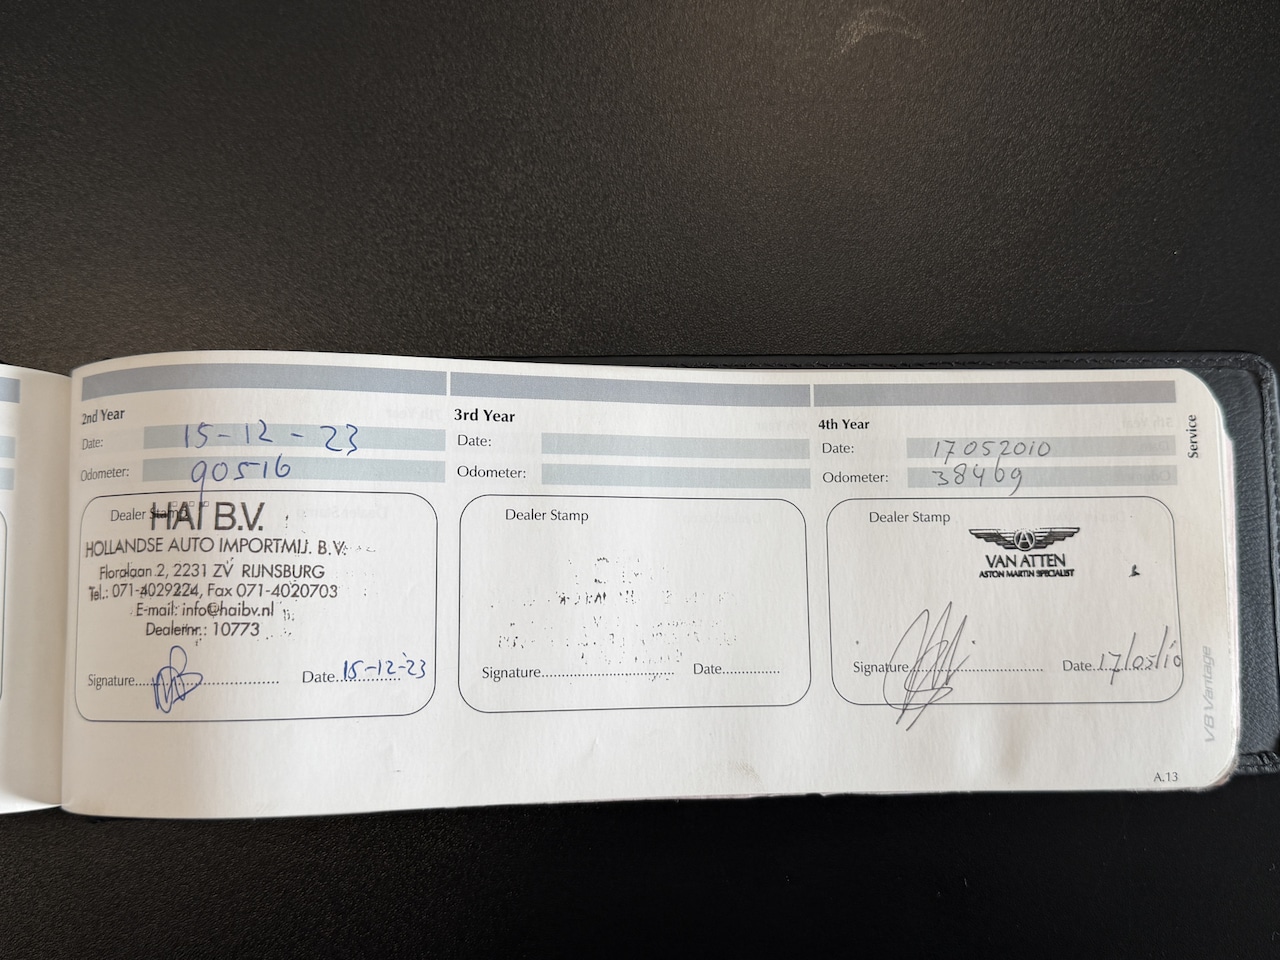 2nd Year
Date: 15-12-23
Odometer: 90516
Dealer Stamp
HAI B.V.
HOLLANDSE AUTO IMPORTMIJ. B.V.
Floralaan 2, 2231 ZV RIJNSBURG
Tel.: 071-4029224, Fax 071-4020703
E-mail: info@haibv.nl
Dealernr.: 10773
Signature.............................. Date.15-12-23
3rd Year
Date:
Odometer:
Dealer Stamp
Signature.............................. Date..............
4th Year
Date: 17052010
Odometer: 38469
Dealer Stamp
VAN ATTEN
ASTON MARTIN SPECIALIST
Signature.............................. Date.17/05/10
Service
V8 Vantage
A.13